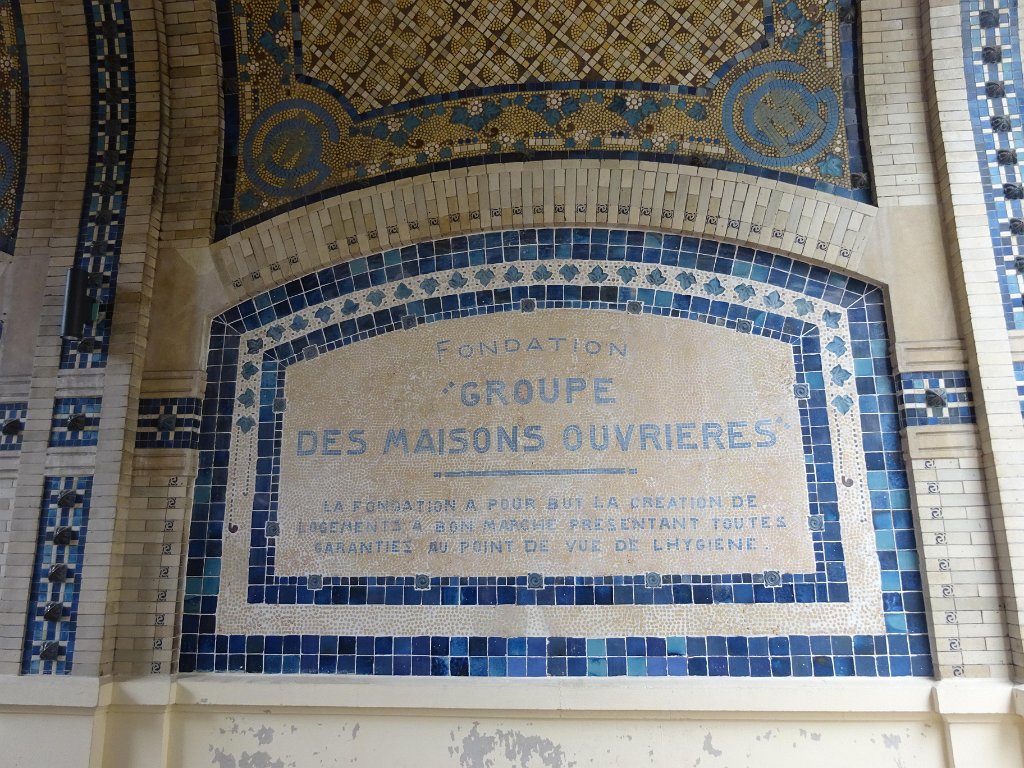 FONDATION
"GROUPE
DES MAISONS OUVRIERES"
LA FONDATION A POUR BUT LA CREATION DE
LOGEMENTS A BON MARCHE PRESENTANT TOUTES
GARANTIES AU POINT DE VUE DE L'HYGIENE.